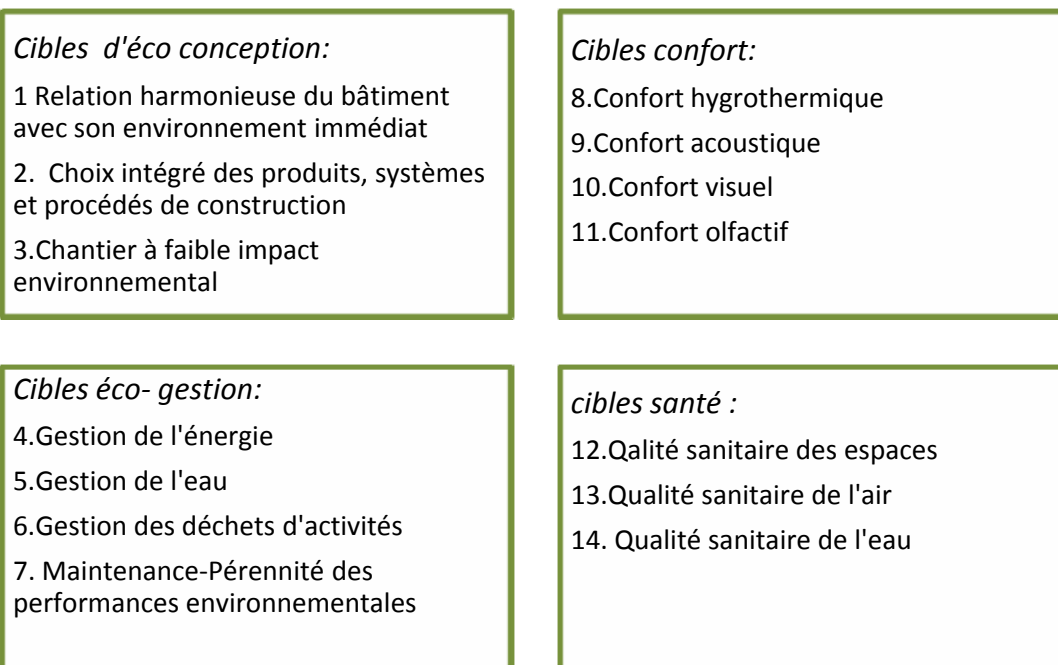 Cibles d'éco conception:
1 Relation harmonieuse du bâtiment
avec son environnement immédiat
2. Choix intégré des produits, systèmes
et procédés de construction
3.Chantier à faible impact
environnemental
Cibles confort:
8.Confort hygrothermique
9.Confort acoustique
10.Confort visuel
11.Confort olfactif
Cibles éco- gestion:
4.Gestion de l'énergie
5.Gestion de l'eau
6.Gestion des déchets d'activités
7. Maintenance-Pérennité des
performances environnementales
cibles santé :
12.Qalité sanitaire des espaces
13.Qualité sanitaire de l'air
14. Qualité sanitaire de l'eau